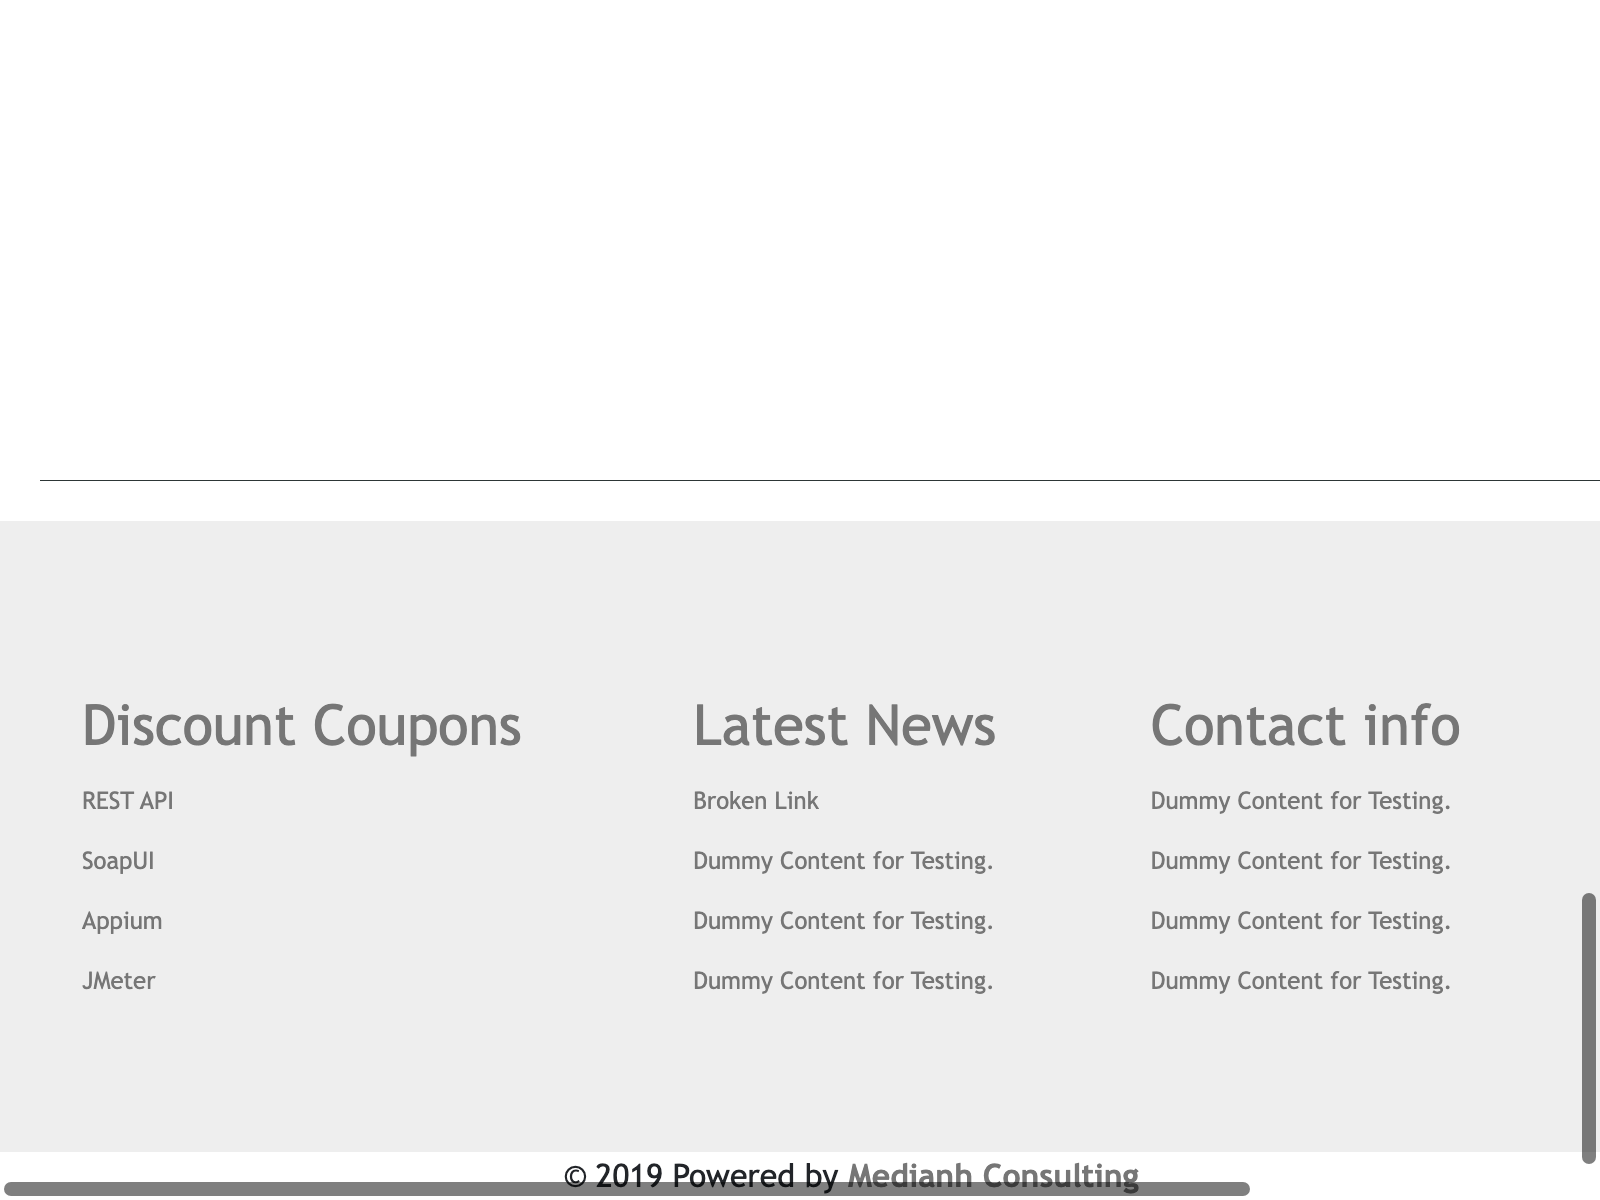 Discount Coupons
REST API
SoapUI
Appium
JMeter
Latest News
Broken Link
Dummy Content for Testing.
Dummy Content for Testing.
Dummy Content for Testing.
Contact info
Dummy Content for Testing.
Dummy Content for Testing.
Dummy Content for Testing.
Dummy Content for Testing.
© 2019 Powered by Medianh Consulting